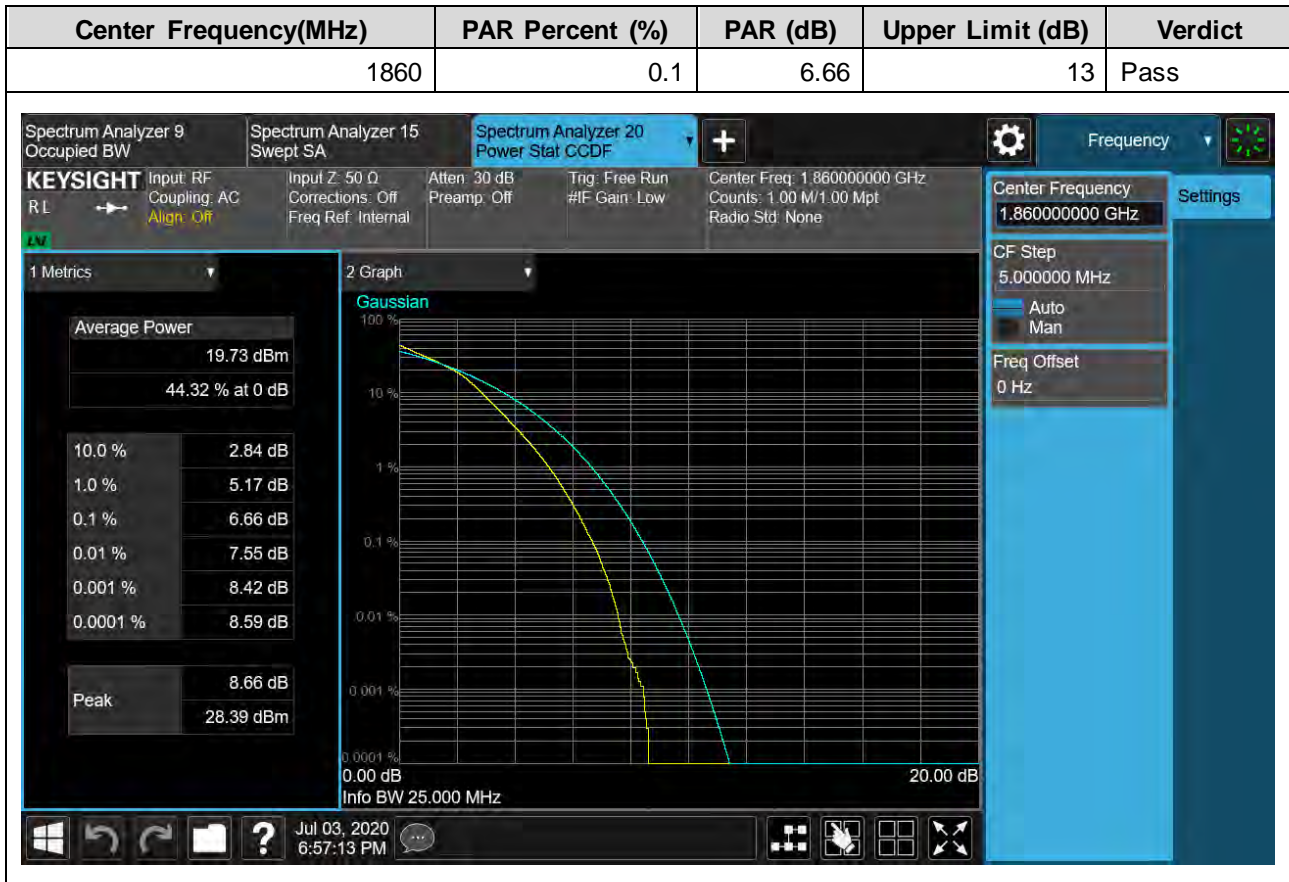 Center Frequency(MHz) PAR Percent (%) PAR (dB) Upper Limit (dB) Verdict
1860 0.1 6.66 13 Pass
Spectrum Analyzer 9 Spectrum Analyzer 15 Spectrum Analyzer 20 Frequency
Occupied BW Swept SA Power Stat CCDF
KEYSIGHT Input: RF Input Z: 50 Ω Atten: 30 dB Trig: Free Run Center Freq: 1.860000000 GHz
RL Coupling: AC Corrections: Off Preamp: Off #IF Gain: Low Counts: 1.00 M/1.00 Mpt
Align: Off Freq Ref: Internal Radio Std: None
LXI
Center Frequency Settings
1.860000000 GHz
CF Step
5.000000 MHz
Auto
Man
Freq Offset
0 Hz
1 Metrics
Average Power
19.73 dBm
44.32 % at 0 dB
10.0 % 2.84 dB
1.0 % 5.17 dB
0.1 % 6.66 dB
0.01 % 7.55 dB
0.001 % 8.42 dB
0.0001 % 8.59 dB
Peak 8.66 dB
28.39 dBm
2 Graph
Gaussian
100 %
10 %
1 %
0.1 %
0.01 %
0.001 %
0.0001 %
0.00 dB 20.00 dB
Info BW 25.000 MHz
? Jul 03, 2020
6:57:13 PM